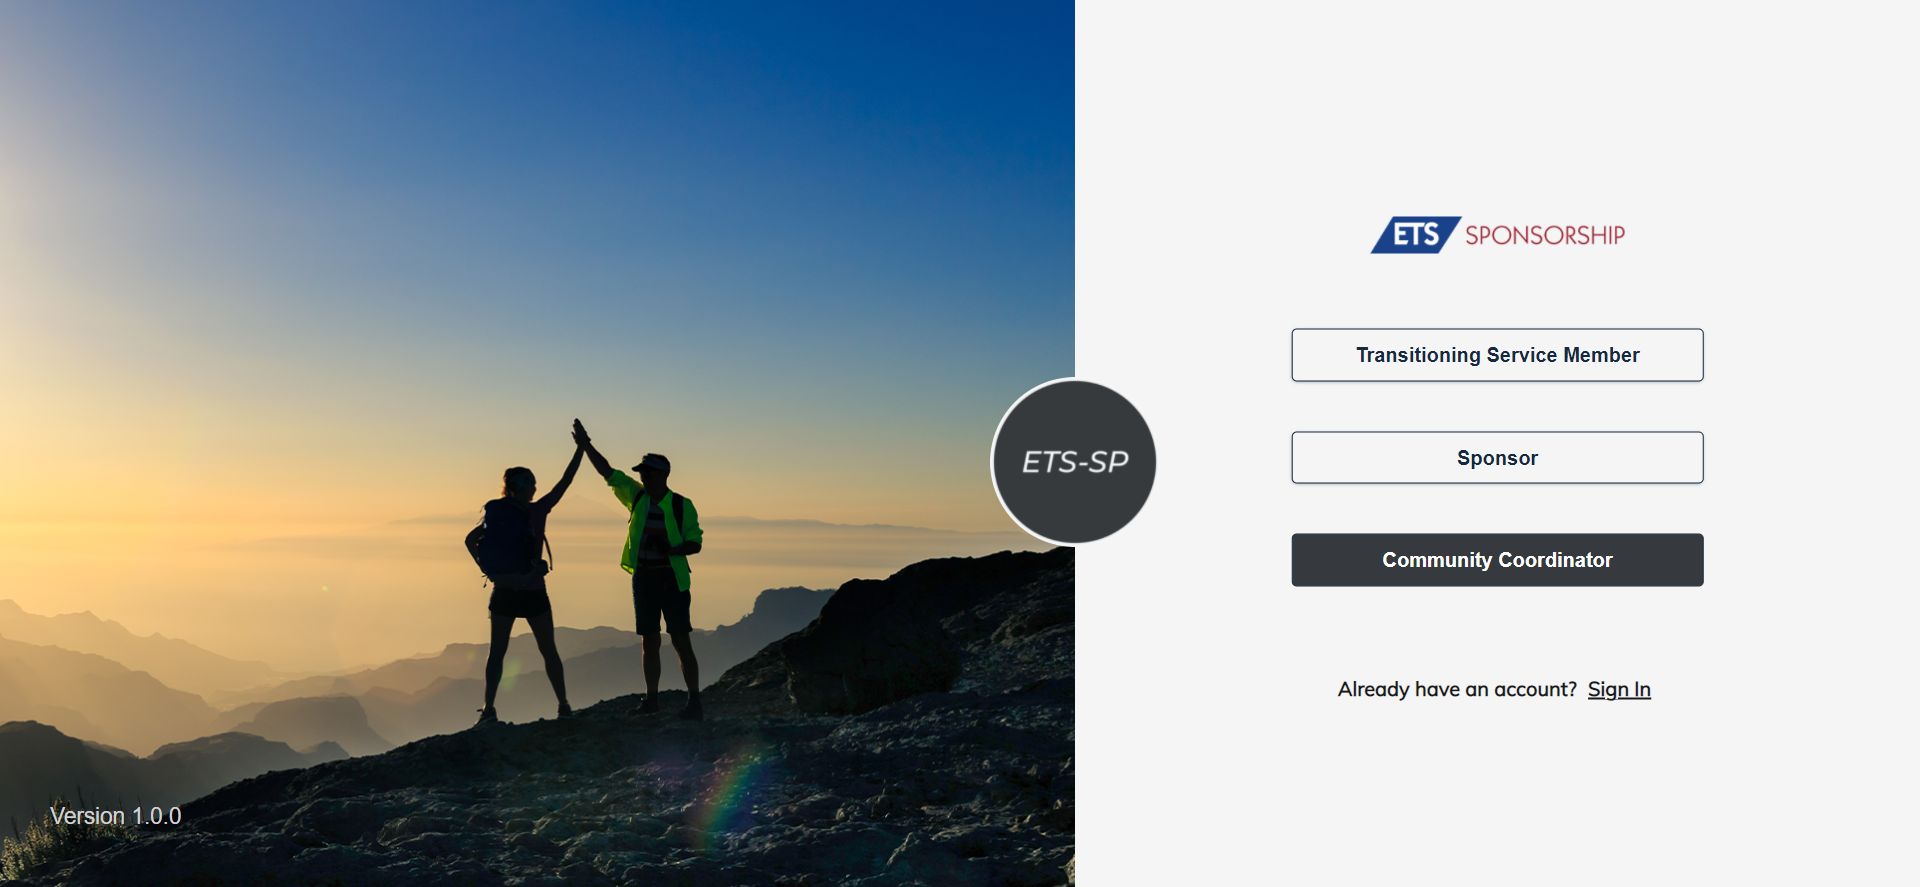 ETS SPONSORSHIP
Transitioning Service Member
ETS-SP
Sponsor
Community Coordinator
Already have an account? Sign In
Version 1.0.0